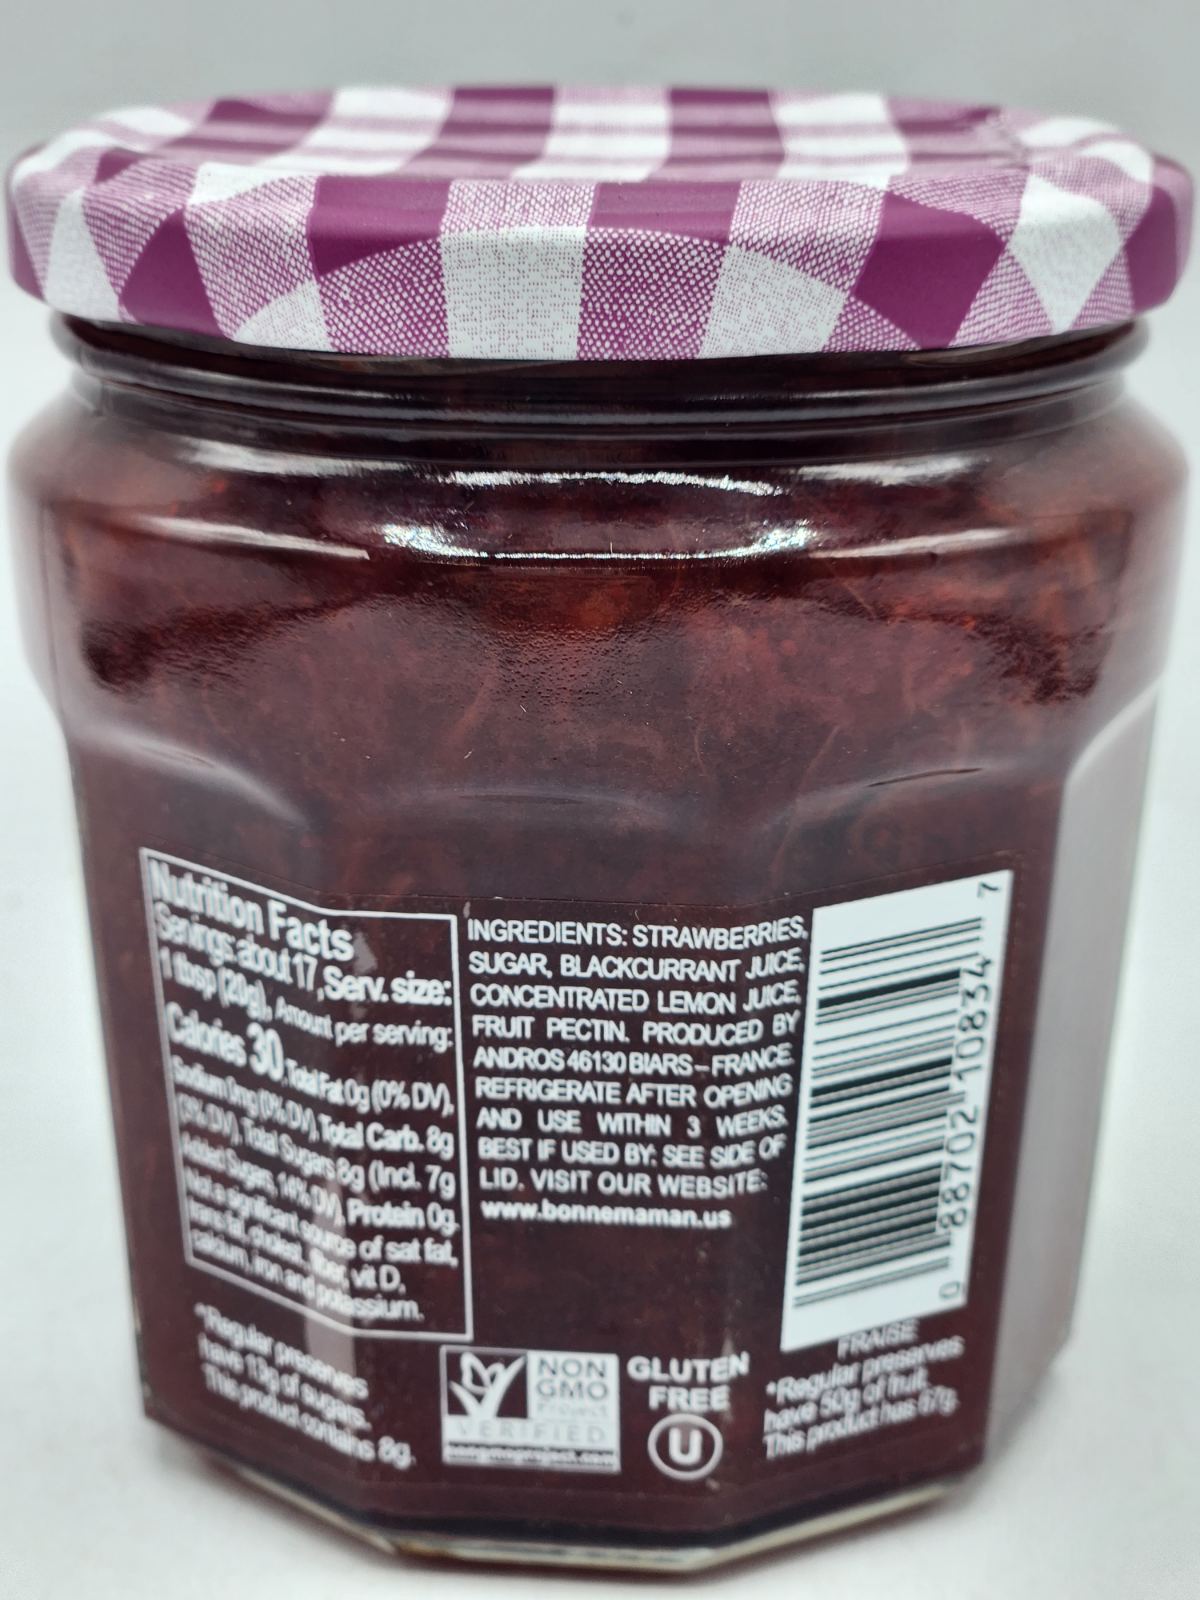 Nutrition Facts
Servings about 17, Serv. size:
1 tbsp (20g), Amount per serving:
Calories 30, Total Fat 0g (0% DV),
Sodium 0mg (0% DV), Total Carb. 8g
(3% DV), Total Sugars 8g (Incl. 7g
Added Sugars, 14% DV), Protein 0g.
Not a significant source of sat fat,
trans fat, cholest., fiber, vit D,
calcium, iron and potassium.
*Regular preserves
have 13g of sugars.
This product contains 8g.
INGREDIENTS: STRAWBERRIES,
SUGAR, BLACKCURRANT JUICE,
CONCENTRATED LEMON JUICE,
FRUIT PECTIN. PRODUCED BY
ANDROS 46130 BIARS – FRANCE.
REFRIGERATE AFTER OPENING
AND USE WITHIN 3 WEEKS.
BEST IF USED BY: SEE SIDE OF
LID. VISIT OUR WEBSITE:
www.bonnemaman.us
NON
GMO
Project
VERIFIED
GLUTEN
FREE
U
0 88702 10834 7
FRAISE
*Regular preserves
have 50g of fruit.
This product has 67g.